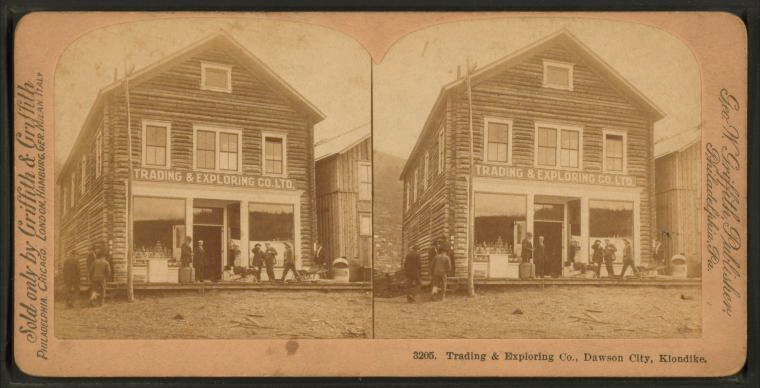 Sold only by Griffith & Griffith
PHILADELPHIA, CHICAGO, LONDON, HAMBURG, GER. MILAN, ITALY
TRADING & EXPLORING CO. LTD.
TRADING & EXPLORING CO. LTD.
Geo. W. Griffith, Publisher,
Philadelphia, Pa.
3205. Trading & Exploring Co., Dawson City, Klondike.